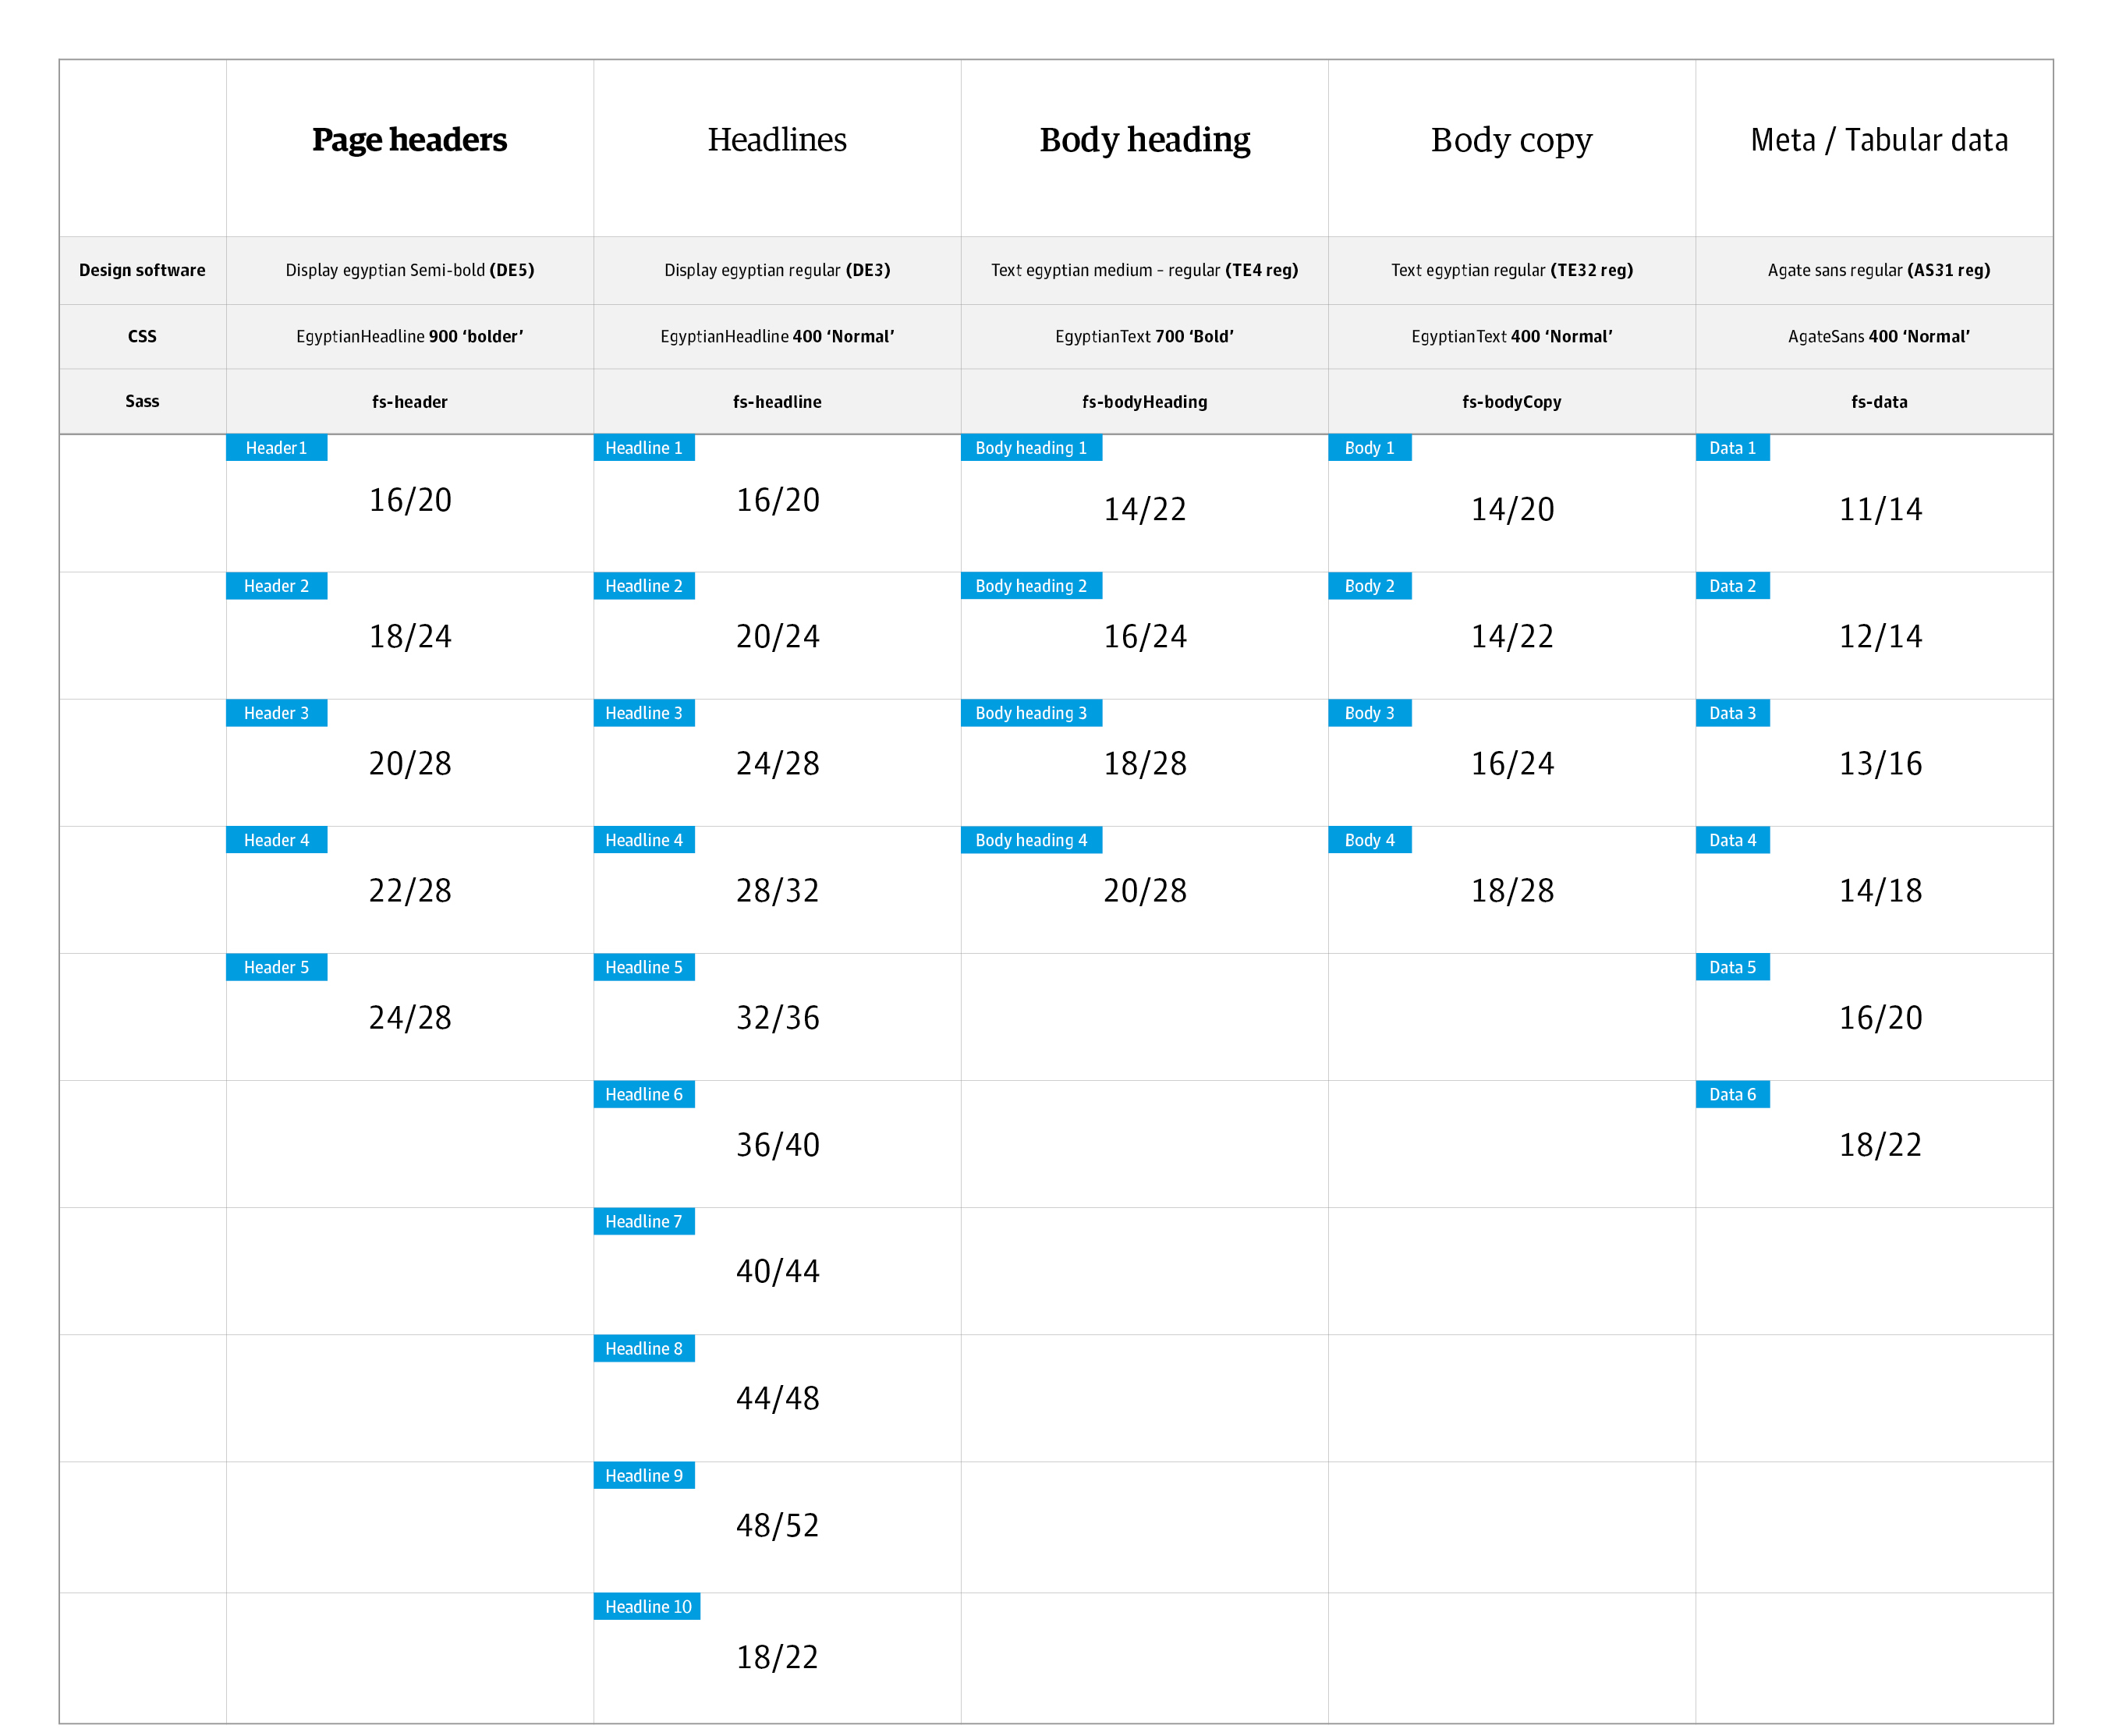 Page headers
Headlines
Body heading
Body copy
Meta / Tabular data
Design software
Display egyptian Semi-bold (DE5)
Display egyptian regular (DE3)
Text egyptian medium - regular (TE4 reg)
Text egyptian regular (TE32 reg)
Agate sans regular (AS31 reg)
CSS
EgyptianHeadline 900 ‘bolder’
EgyptianHeadline 400 ‘Normal’
EgyptianText 700 ‘Bold’
EgyptianText 400 ‘Normal’
AgateSans 400 ‘Normal’
Sass
fs-header
fs-headline
fs-bodyHeading
fs-bodyCopy
fs-data
Header1
16/20
Headline 1
16/20
Body heading 1
14/22
Body 1
14/20
Data 1
11/14
Header 2
18/24
Headline 2
20/24
Body heading 2
16/24
Body 2
14/22
Data 2
12/14
Header 3
20/28
Headline 3
24/28
Body heading 3
18/28
Body 3
16/24
Data 3
13/16
Header 4
22/28
Headline 4
28/32
Body heading 4
20/28
Body 4
18/28
Data 4
14/18
Header 5
24/28
Headline 5
32/36
Data 5
16/20
Headline 6
36/40
Data 6
18/22
Headline 7
40/44
Headline 8
44/48
Headline 9
48/52
Headline 10
18/22